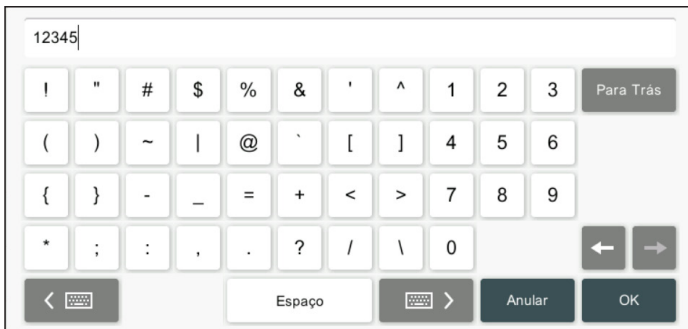 12345
! " # $ % & ' ^ 1 2 3 Para Trás
( ) ~ | @ ` [ ] 4 5 6
{ } - _ = + < > 7 8 9
* ; : , . ? / \ 0 ← →
< Espaço > Anular OK